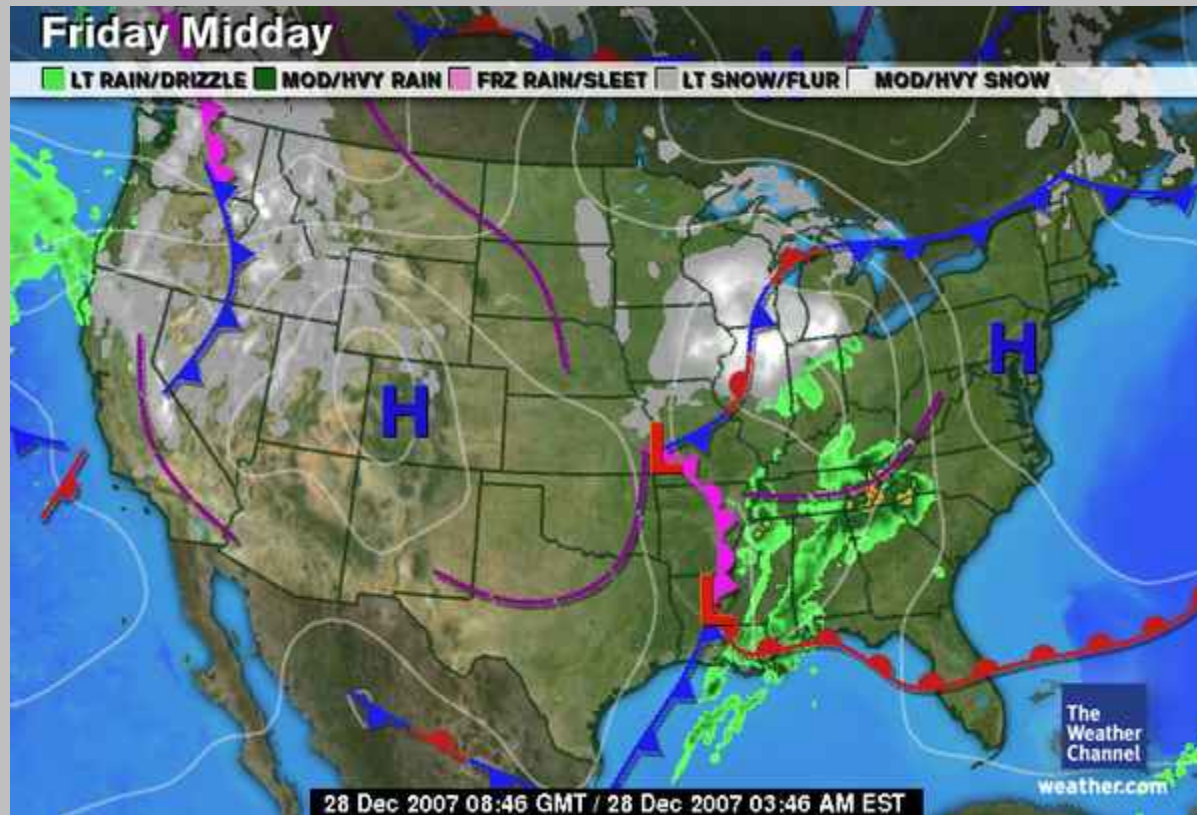 Friday Midday
LT RAIN/DRIZZLE MOD/HVY RAIN FRZ RAIN/SLEET LT SNOW/FLUR MOD/HVY SNOW
H
H
H
L
L
The
Weather
Channel
weather.com
28 Dec 2007 08:46 GMT / 28 Dec 2007 03:46 AM EST